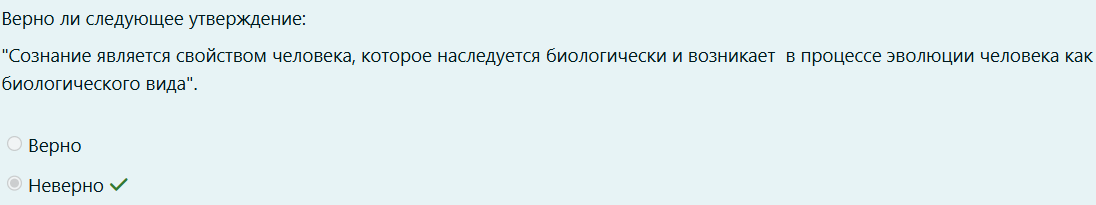 Верно ли следующее утверждение:
"Сознание является свойством человека, которое наследуется биологически и возникает  в процессе эволюции человека как
биологического вида".
Верно
Неверно